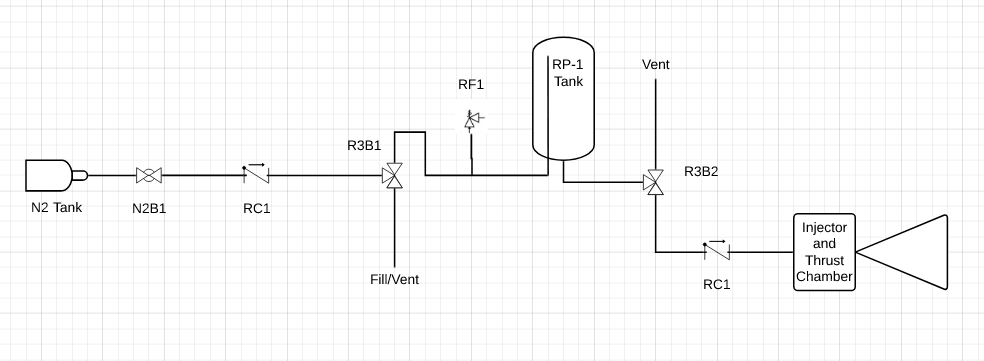 RP-1
Tank
Vent
RF1
R3B1
R3B2
N2 Tank
N2B1
RC1
Injector
and
Thrust
Chamber
Fill/Vent
RC1